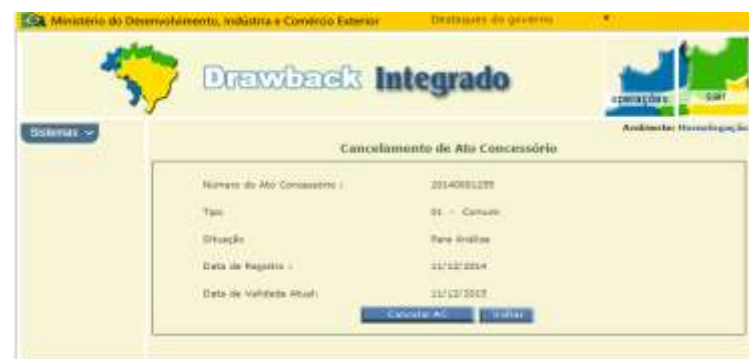 Ministério do Desenvolvimento, Indústria e Comércio Exterior Destaques do governo
Drawback Integrado
operações sair
Sistemas
Ambiente: Homologação
Cancelamento de Ato Concessório
Número do Ato Concessório :
Tipo 01 - Comum
Situação Para Análise
Data de Registro : 11/12/2014
Data de Validade Atual: 11/12/2015
Cancelar AC Voltar